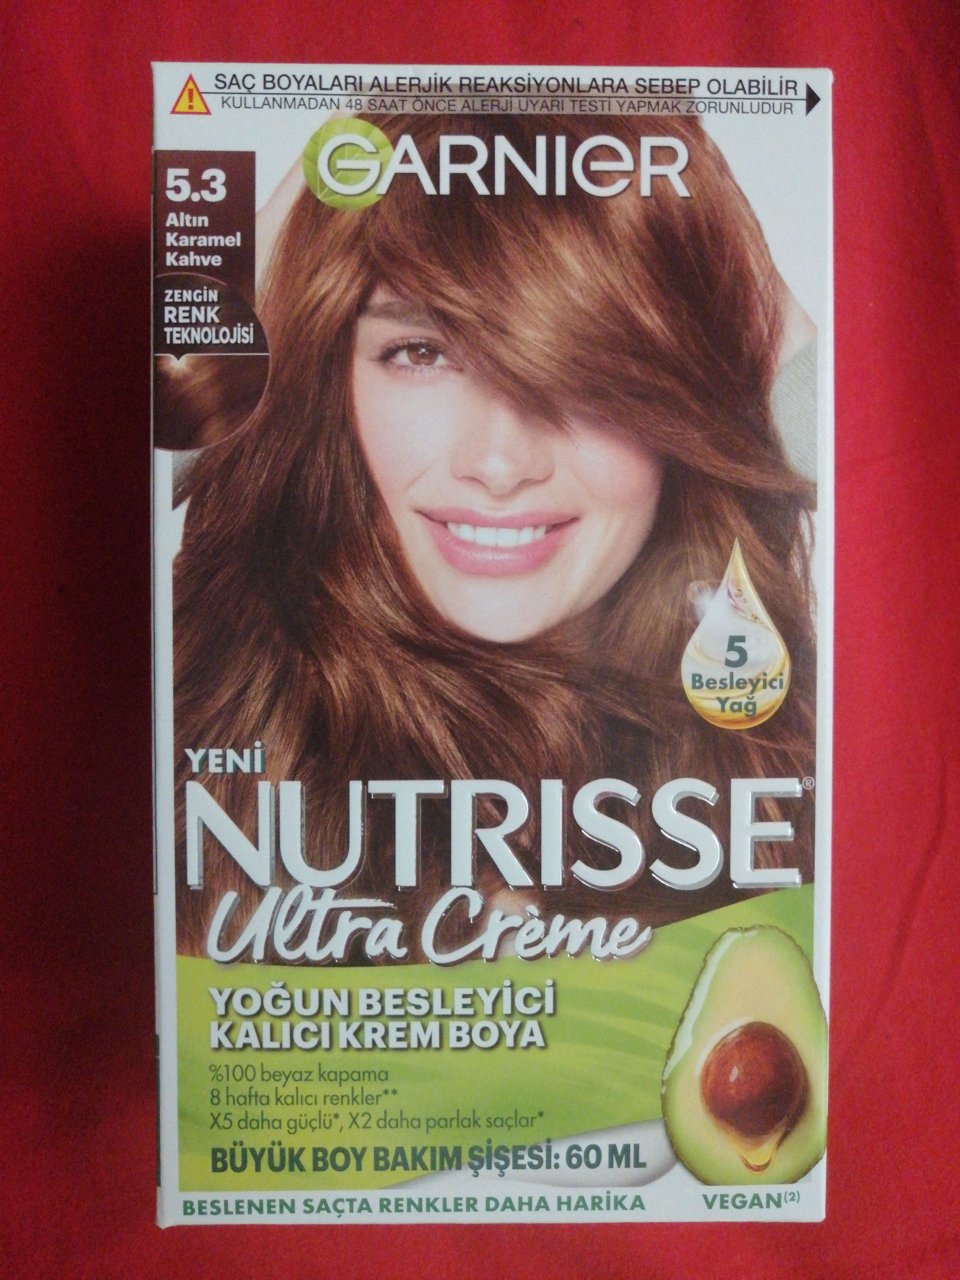 SAÇ BOYALARI ALERJİK REAKSİYONLARA SEBEP OLABİLİR
KULLANMADAN 48 SAAT ÖNCE ALERJİ UYARI TESTİ YAPMAK ZORUNLUDUR
GARNIER
5.3
Altın
Karamel
Kahve
ZENGİN
RENK
TEKNOLOJİSİ
5
Besleyici
Yağ
YENİ
NUTRISSE®
Ultra Crème
YOĞUN BESLEYİCİ
KALICI KREM BOYA
%100 beyaz kapama
8 hafta kalıcı renkler**
X5 daha güçlü*, X2 daha parlak saçlar*
BÜYÜK BOY BAKIM ŞİŞESİ: 60 ML
BESLENEN SAÇTA RENKLER DAHA HARİKA
VEGAN(2)